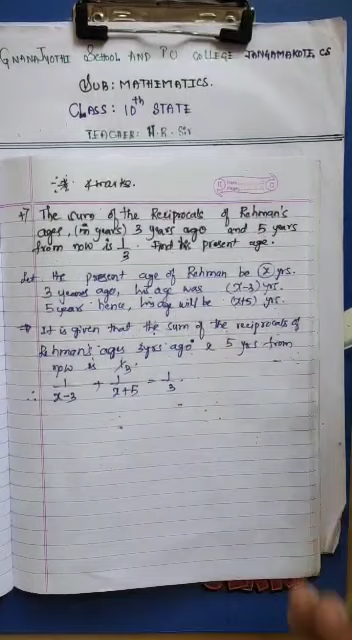 GNANAJYOTHI SCHOOL AND PU COLLEGE JANGAMAKOTE, CS
SUB: MATHEMATICS.
CLASS: 10th STATE
TEACHER: H.R. Sir
4 marks.
47 The sum of the Reciprocals of Rehman's
ages, (in years) 3 years ago and 5 years
from now is 1/3. Find his present age.
Let the present age of Rehman be x yrs.
3 years ago, his age was (x-3) yrs.
5 years hence, his age will be (x+5) yrs.
⇒ It is given that the sum of the reciprocals of
Rehman's ages 3yrs ago & 5 yrs from
now is 1/3.
∴ 1/x-3 + 1/x+5 = 1/3.